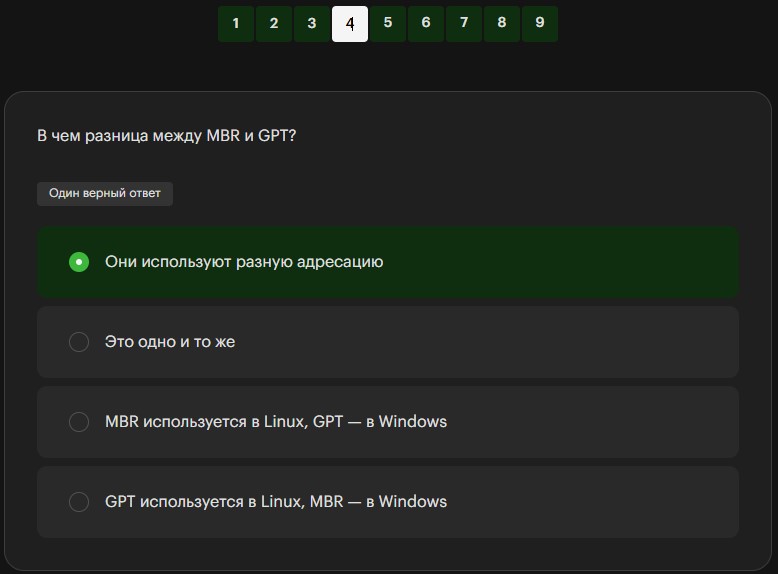 1 2 3 4 5 6 7 8 9
В чем разница между MBR и GPT?
Один верный ответ
Они используют разную адресацию
Это одно и то же
MBR используется в Linux, GPT — в Windows
GPT используется в Linux, MBR — в Windows